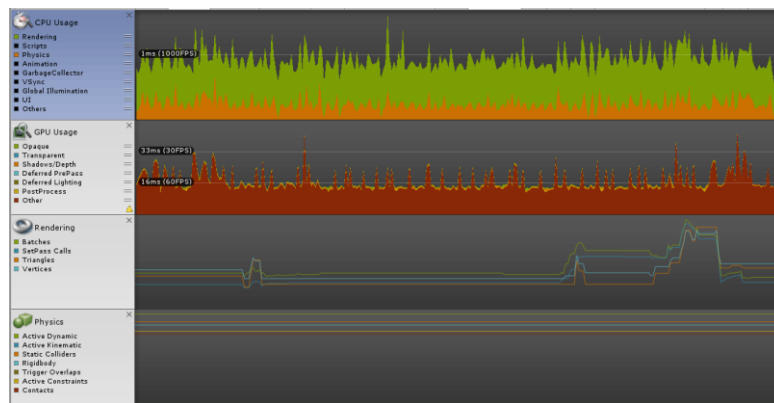 CPU Usage
Rendering
Scripts
Physics
Animation
GarbageCollector
VSync
Global Illumination
UI
Others
1ms (1000FPS)
GPU Usage
Opaque
Transparent
Shadows/Depth
Deferred PrePass
Deferred Lighting
PostProcess
Other
33ms (30FPS)
16ms (60FPS)
Rendering
Batches
SetPass Calls
Triangles
Vertices
Physics
Active Dynamic
Active Kinematic
Static Colliders
Rigidbody
Trigger Overlaps
Active Constraints
Contacts